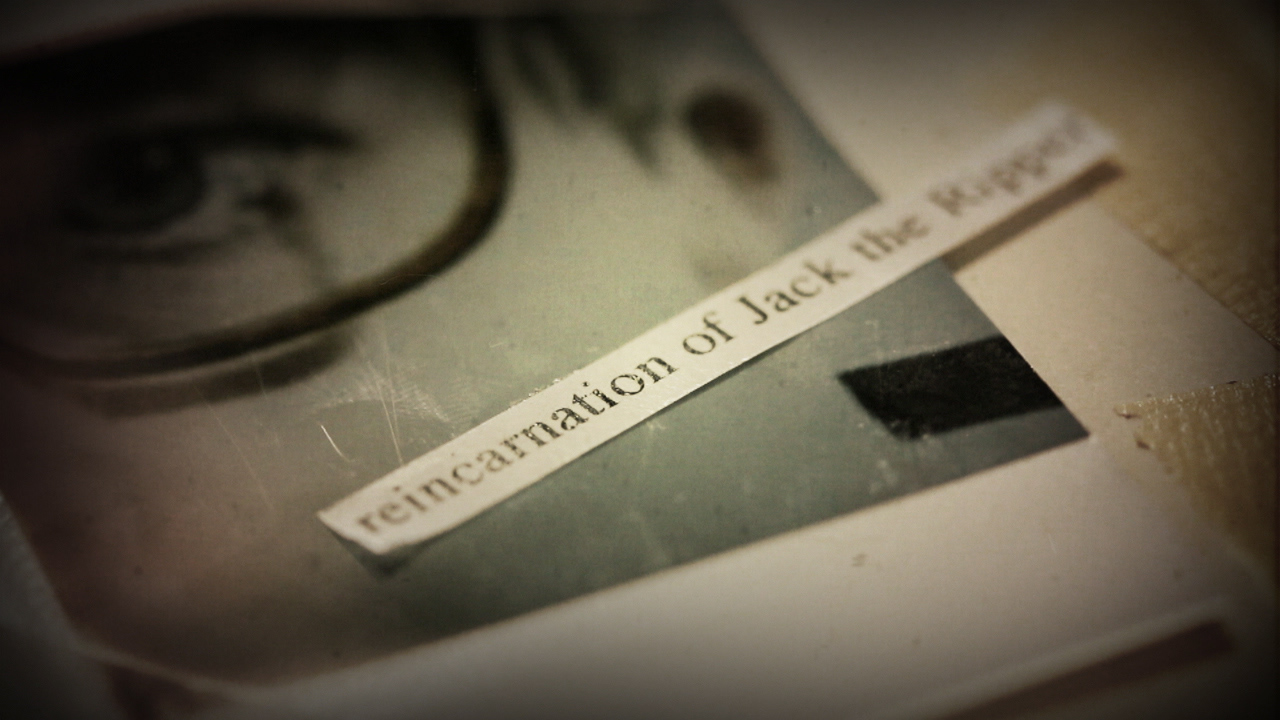 reincarnation of Jack the Ripper